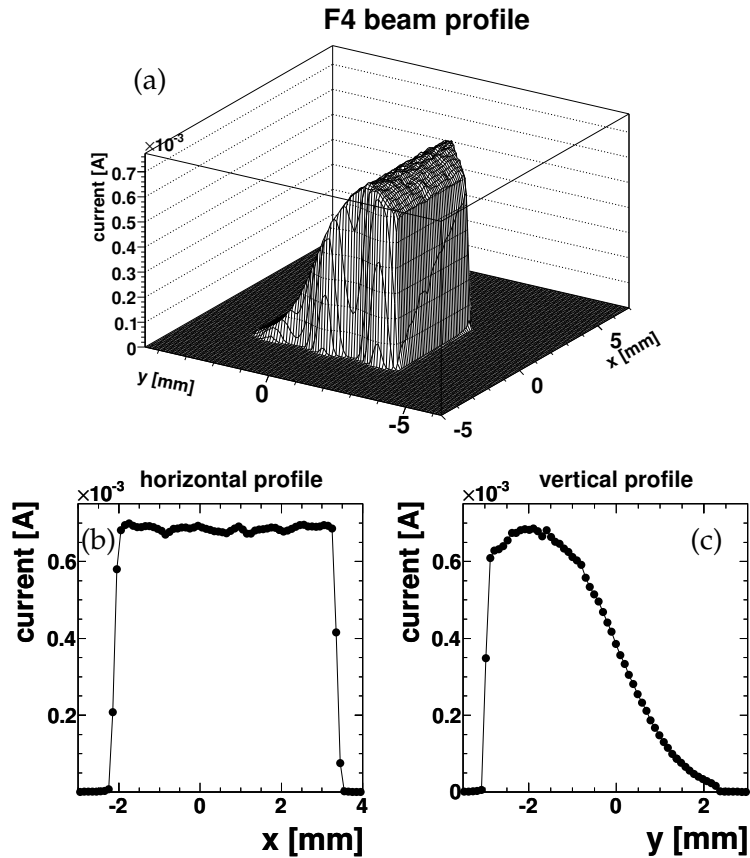 F4 beam profile
(a)
×10⁻³
current [A]
0.7
0.6
0.5
0.4
0.3
0.2
0.1
0
y [mm]
0
-5
-5
0
5
x [mm]
horizontal profile
×10⁻³
(b)
current [A]
0.6
0.4
0.2
0
-2
0
2
4
x [mm]
vertical profile
×10⁻³
(c)
current [A]
0.6
0.4
0.2
0
-2
0
2
y [mm]